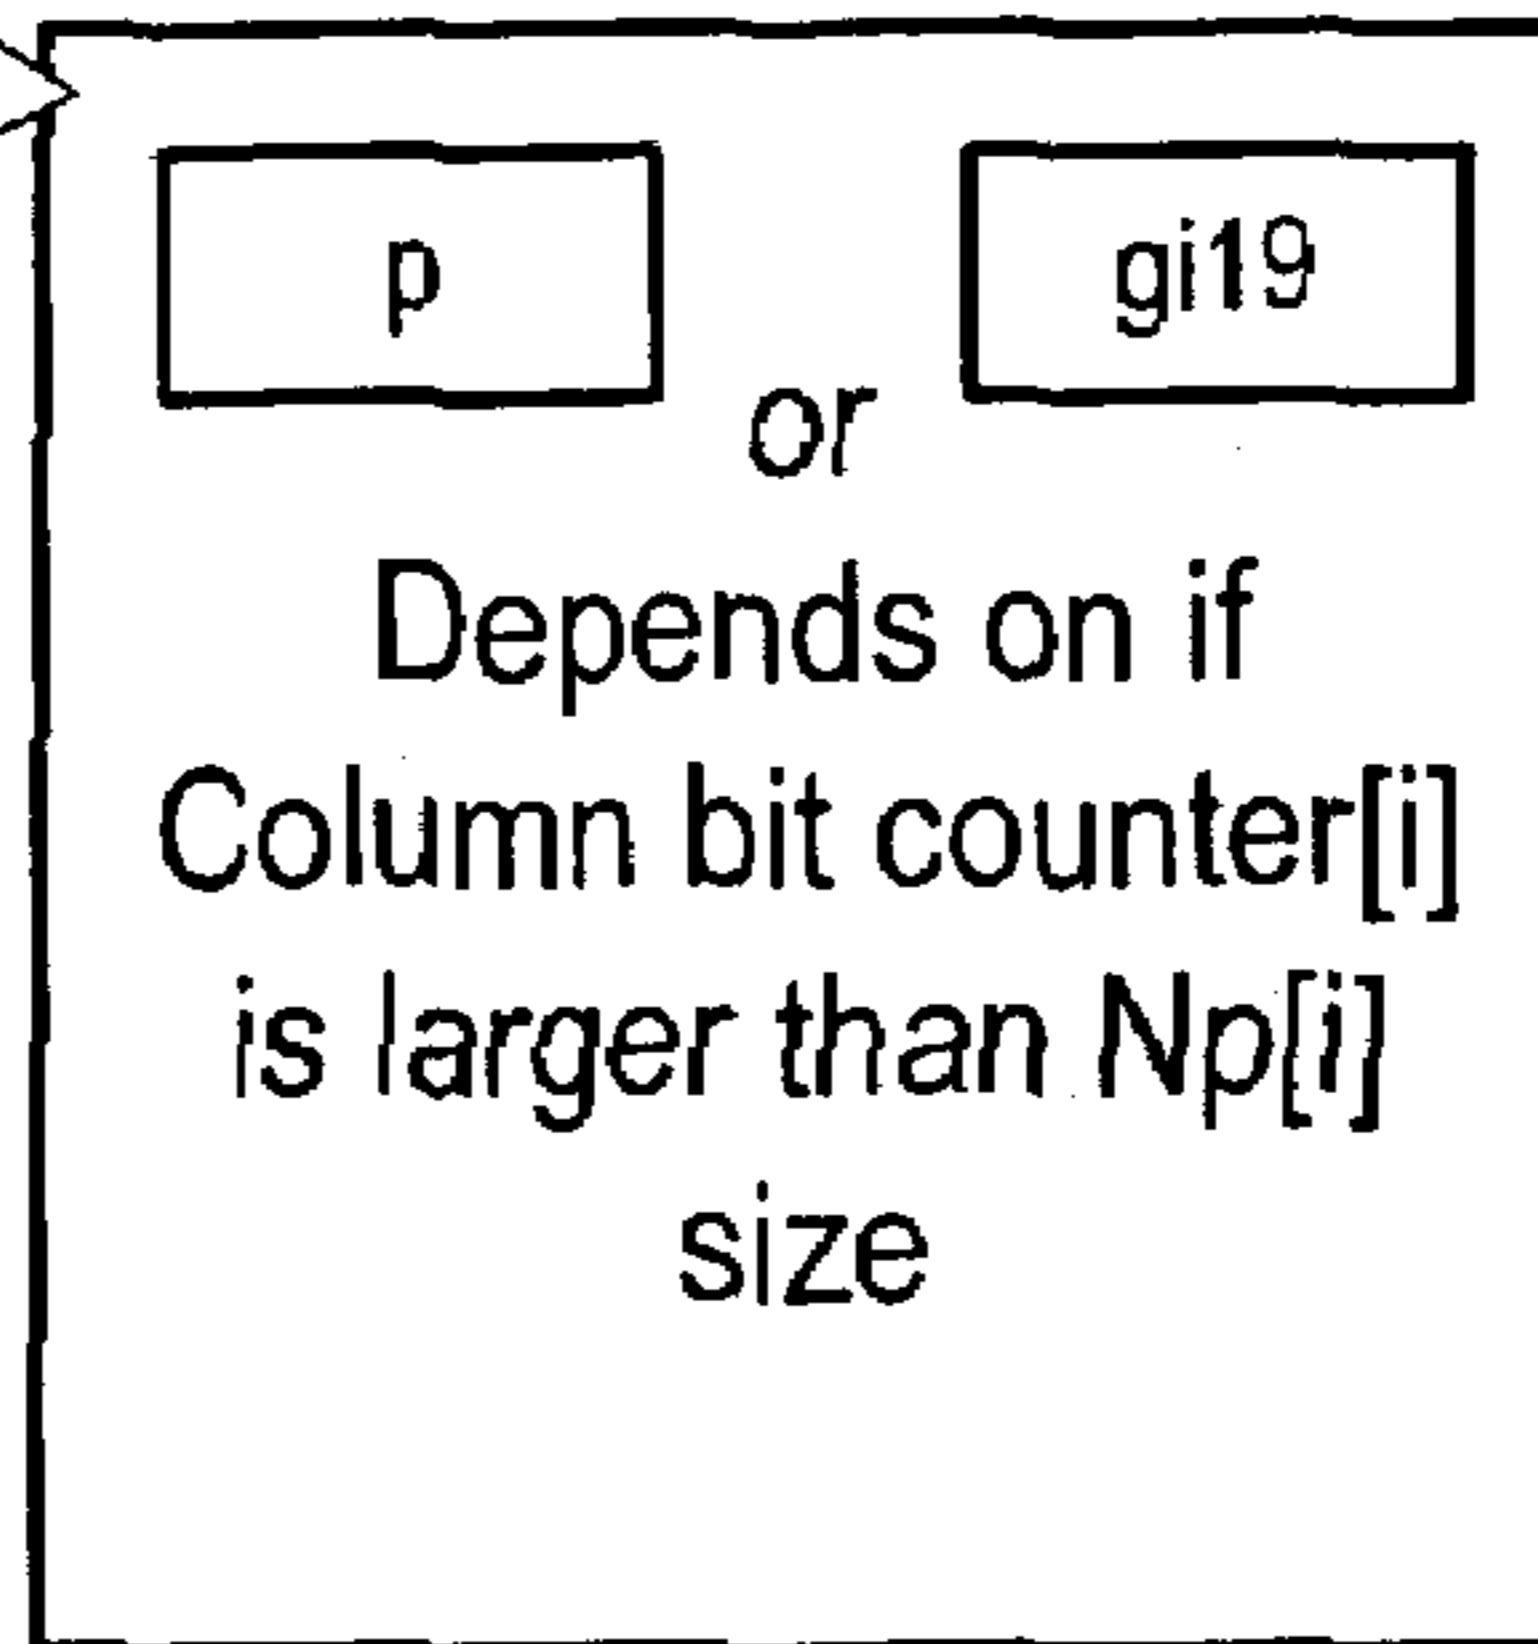 p
gi19
or
Depends on if
Column bit counter[i]
is larger than Np[i]
size